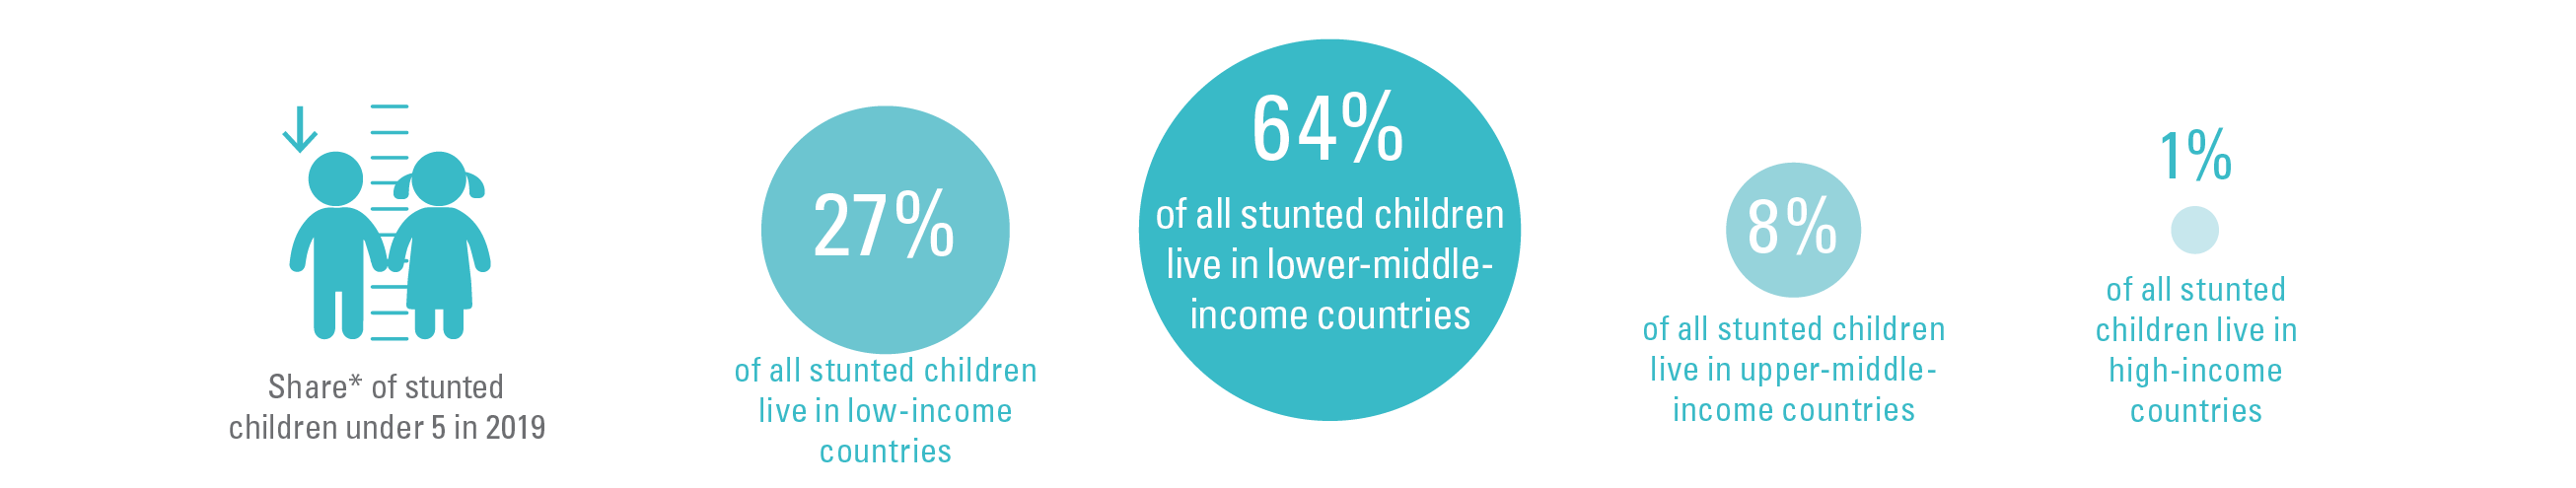 Share* of stunted
children under 5 in 2019
27%
of all stunted children
live in low-income
countries
64%
of all stunted children
live in lower-middle-
income countries
8%
of all stunted children
live in upper-middle-
income countries
1%
of all stunted
children live in
high-income
countries